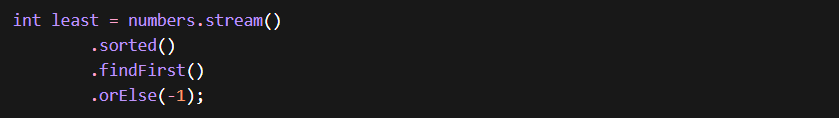 int least = numbers.stream()
        .sorted()
        .findFirst()
        .orElse(-1);